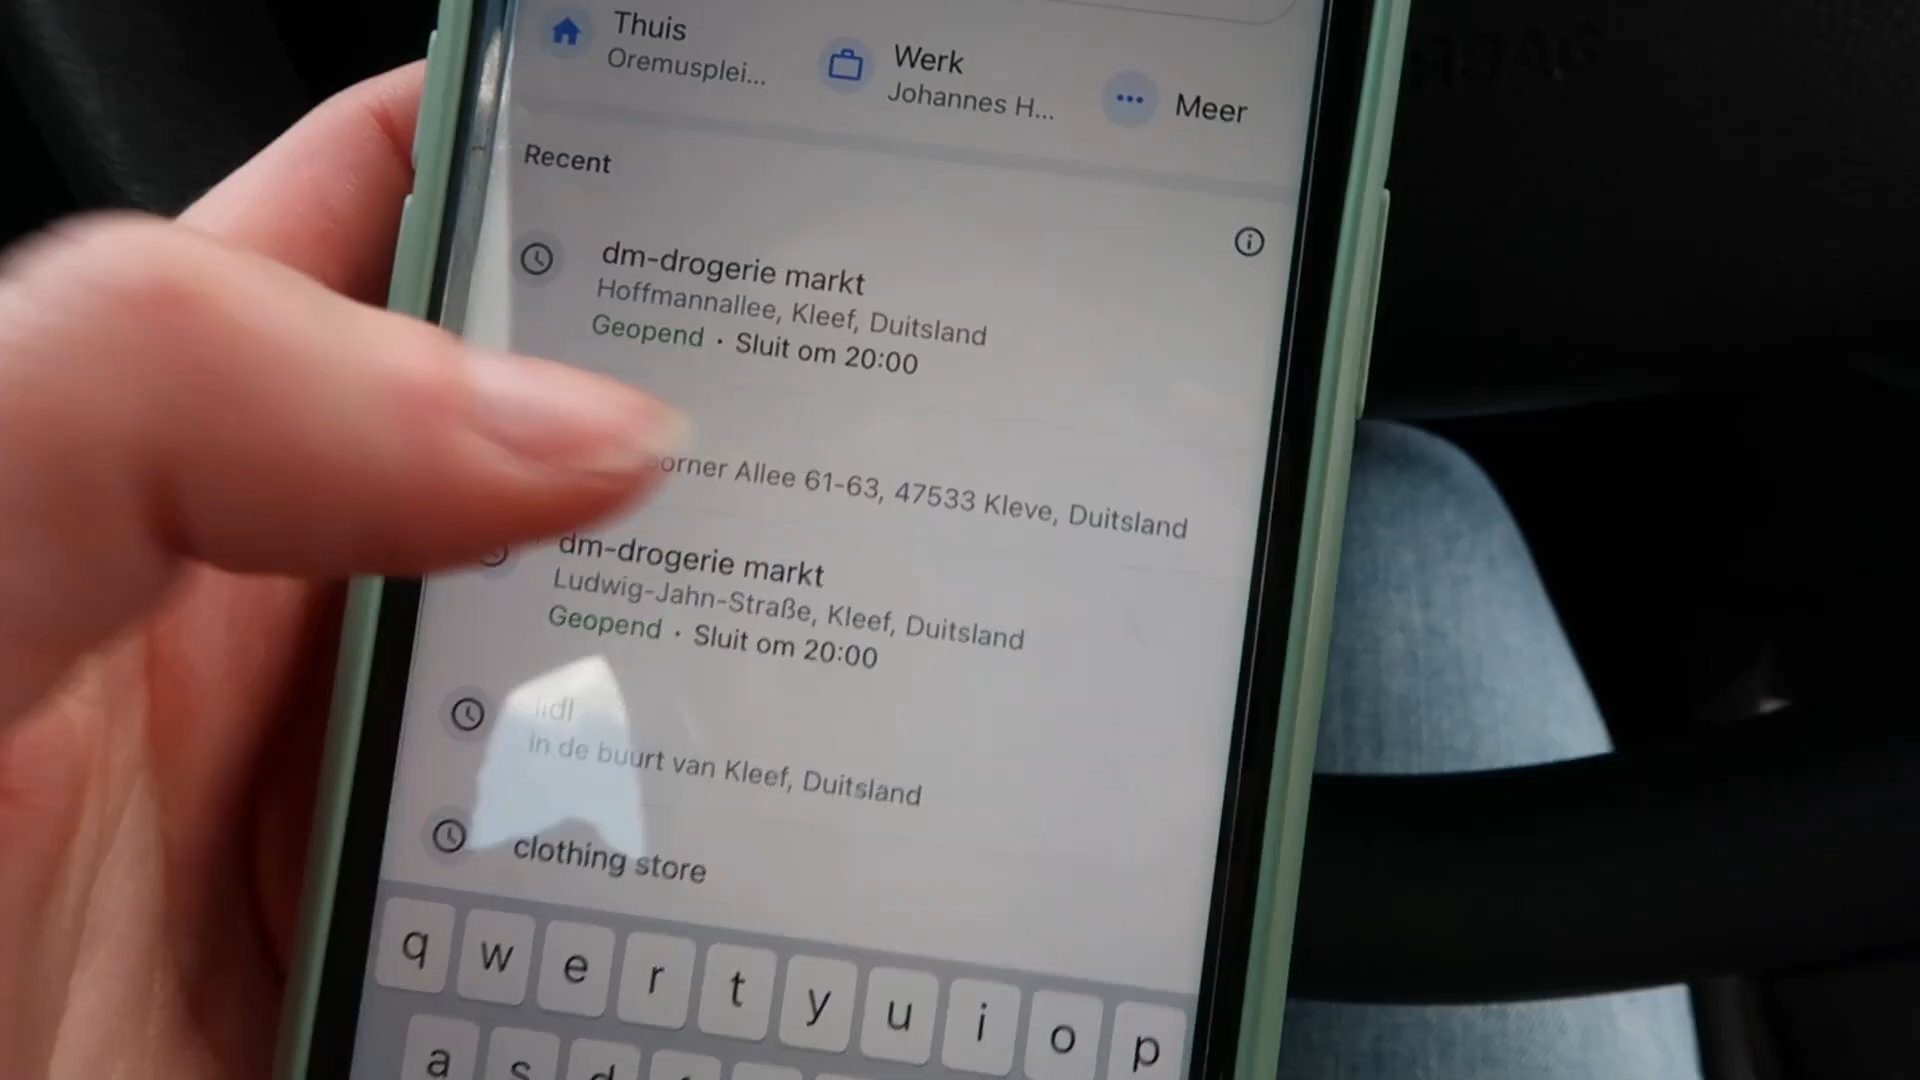 Thuis
Oremusplei...
Werk
Johannes H...
Meer
Recent
dm-drogerie markt
Hoffmannallee, Kleef, Duitsland
Geopend · Sluit om 20:00
orner Allee 61-63, 47533 Kleve, Duitsland
dm-drogerie markt
Ludwig-Jahn-Straße, Kleef, Duitsland
Geopend · Sluit om 20:00
lidl
in de buurt van Kleef, Duitsland
clothing store
q w e r t y u i o p
a s d